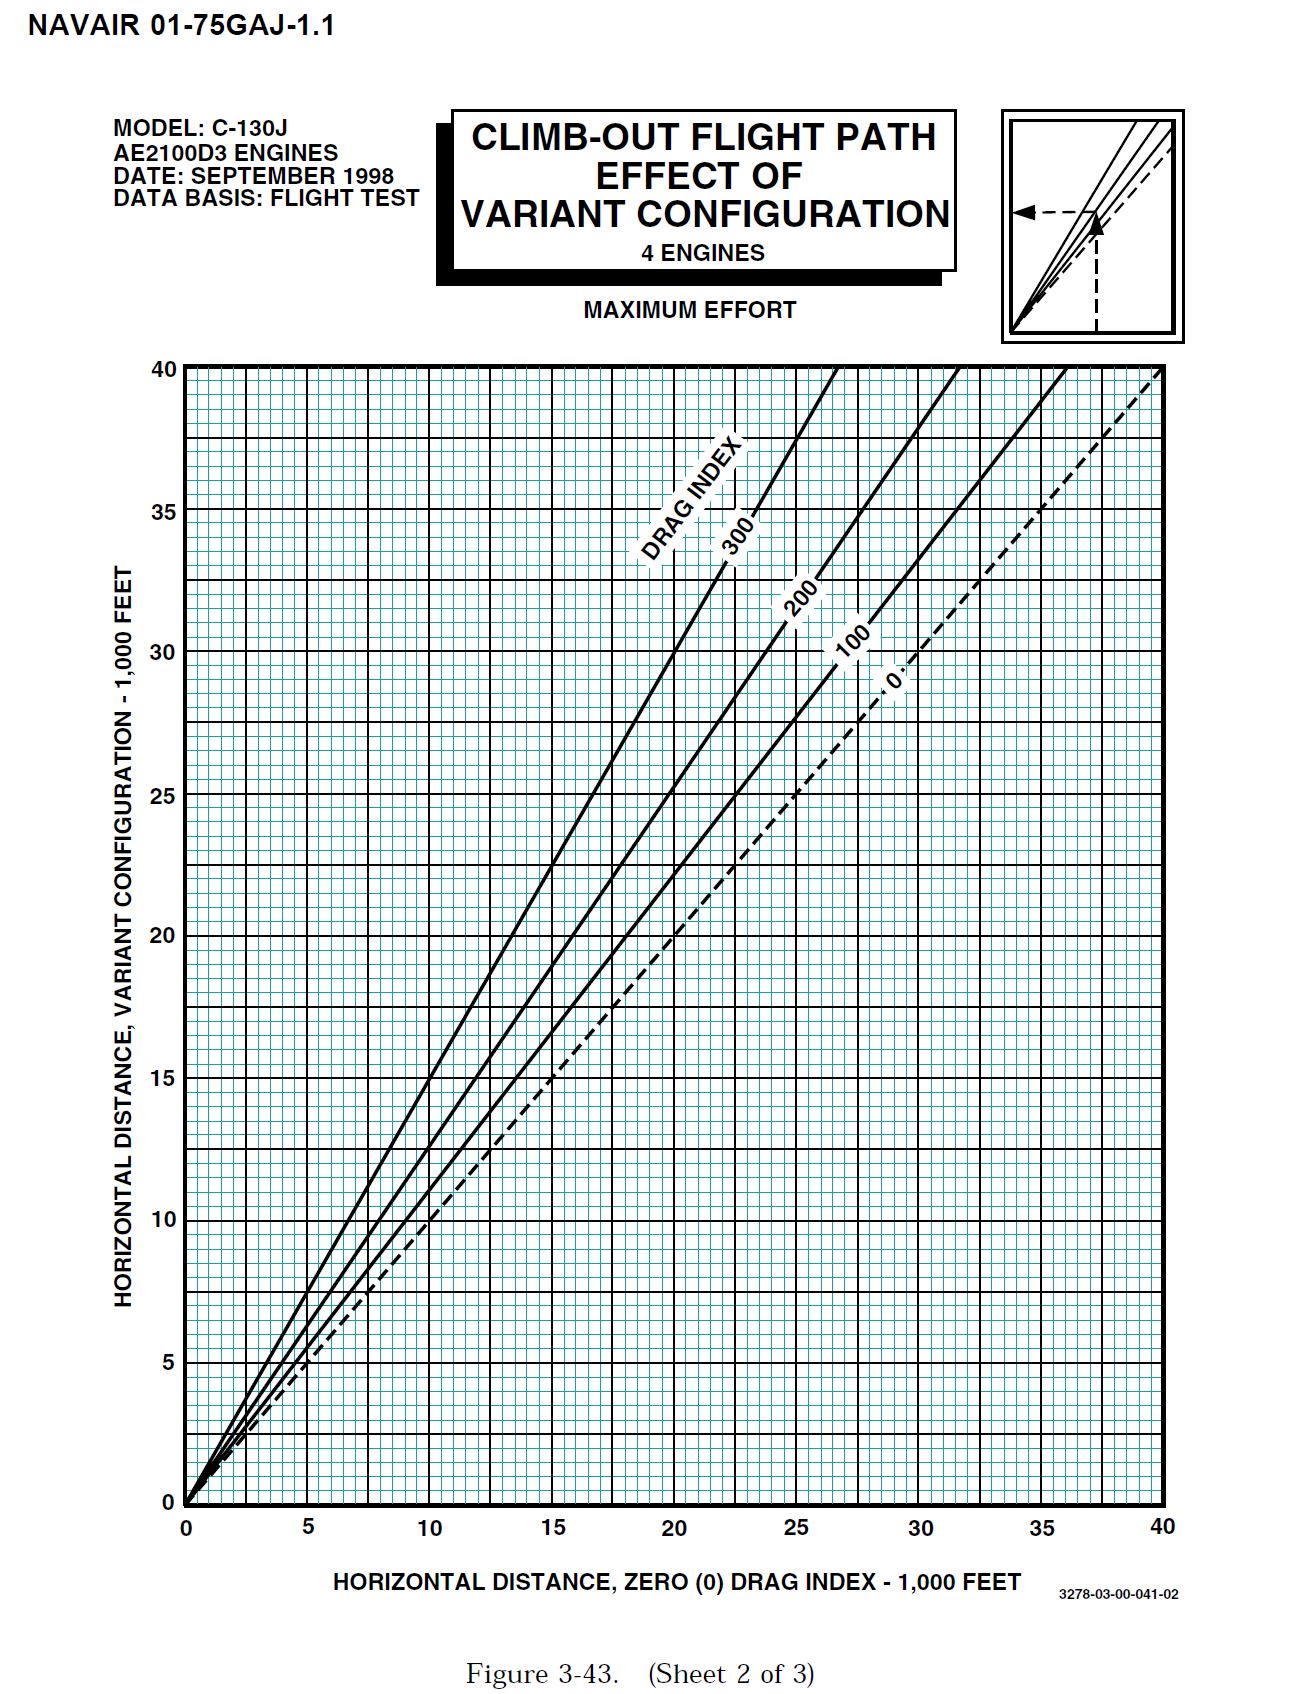 NAVAIR 01-75GAJ-1.1
MODEL: C-130J
AE2100D3 ENGINES
DATE: SEPTEMBER 1998
DATA BASIS: FLIGHT TEST
CLIMB-OUT FLIGHT PATH
EFFECT OF
VARIANT CONFIGURATION
4 ENGINES
MAXIMUM EFFORT
HORIZONTAL DISTANCE, VARIANT CONFIGURATION - 1,000 FEET
40
35
30
25
20
15
10
5
0
DRAG INDEX
300
200
100
0
0 5 10 15 20 25 30 35 40
HORIZONTAL DISTANCE, ZERO (0) DRAG INDEX - 1,000 FEET
3278-03-00-041-02
Figure 3-43. (Sheet 2 of 3)